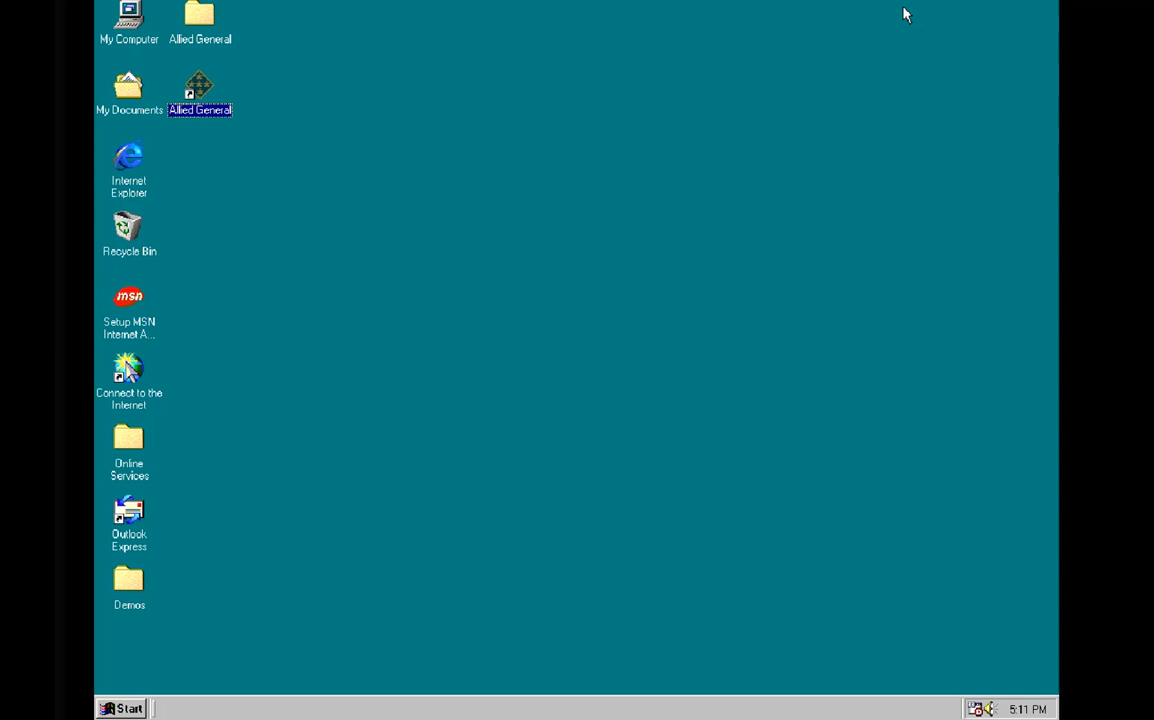 My Computer
Allied General
My Documents
Allied General
Internet
Explorer
Recycle Bin
msn
Setup MSN
Internet A...
Connect to the
Internet
Online
Services
Outlook
Express
Demos
Start
5:11 PM